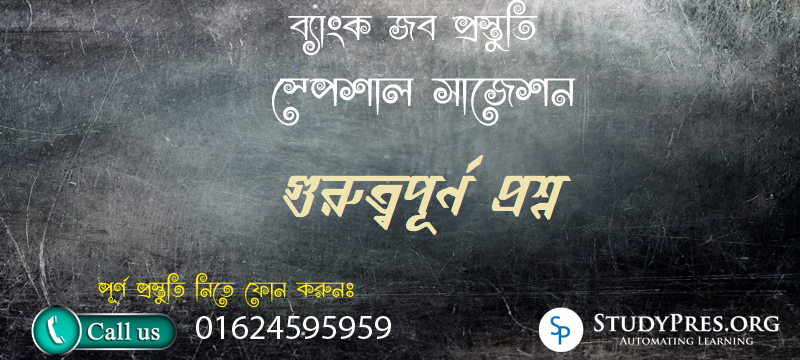 ব্যাংক জব প্রস্তুতি
স্পেশাল সাজেশন
গুরুত্বপূর্ন প্রশ্ন
পূর্ণ প্রস্তুতি নিতে ফোন করুনঃ
Call us 01624595959
SP STUDYPRES.ORG
AUTOMATING LEARNING